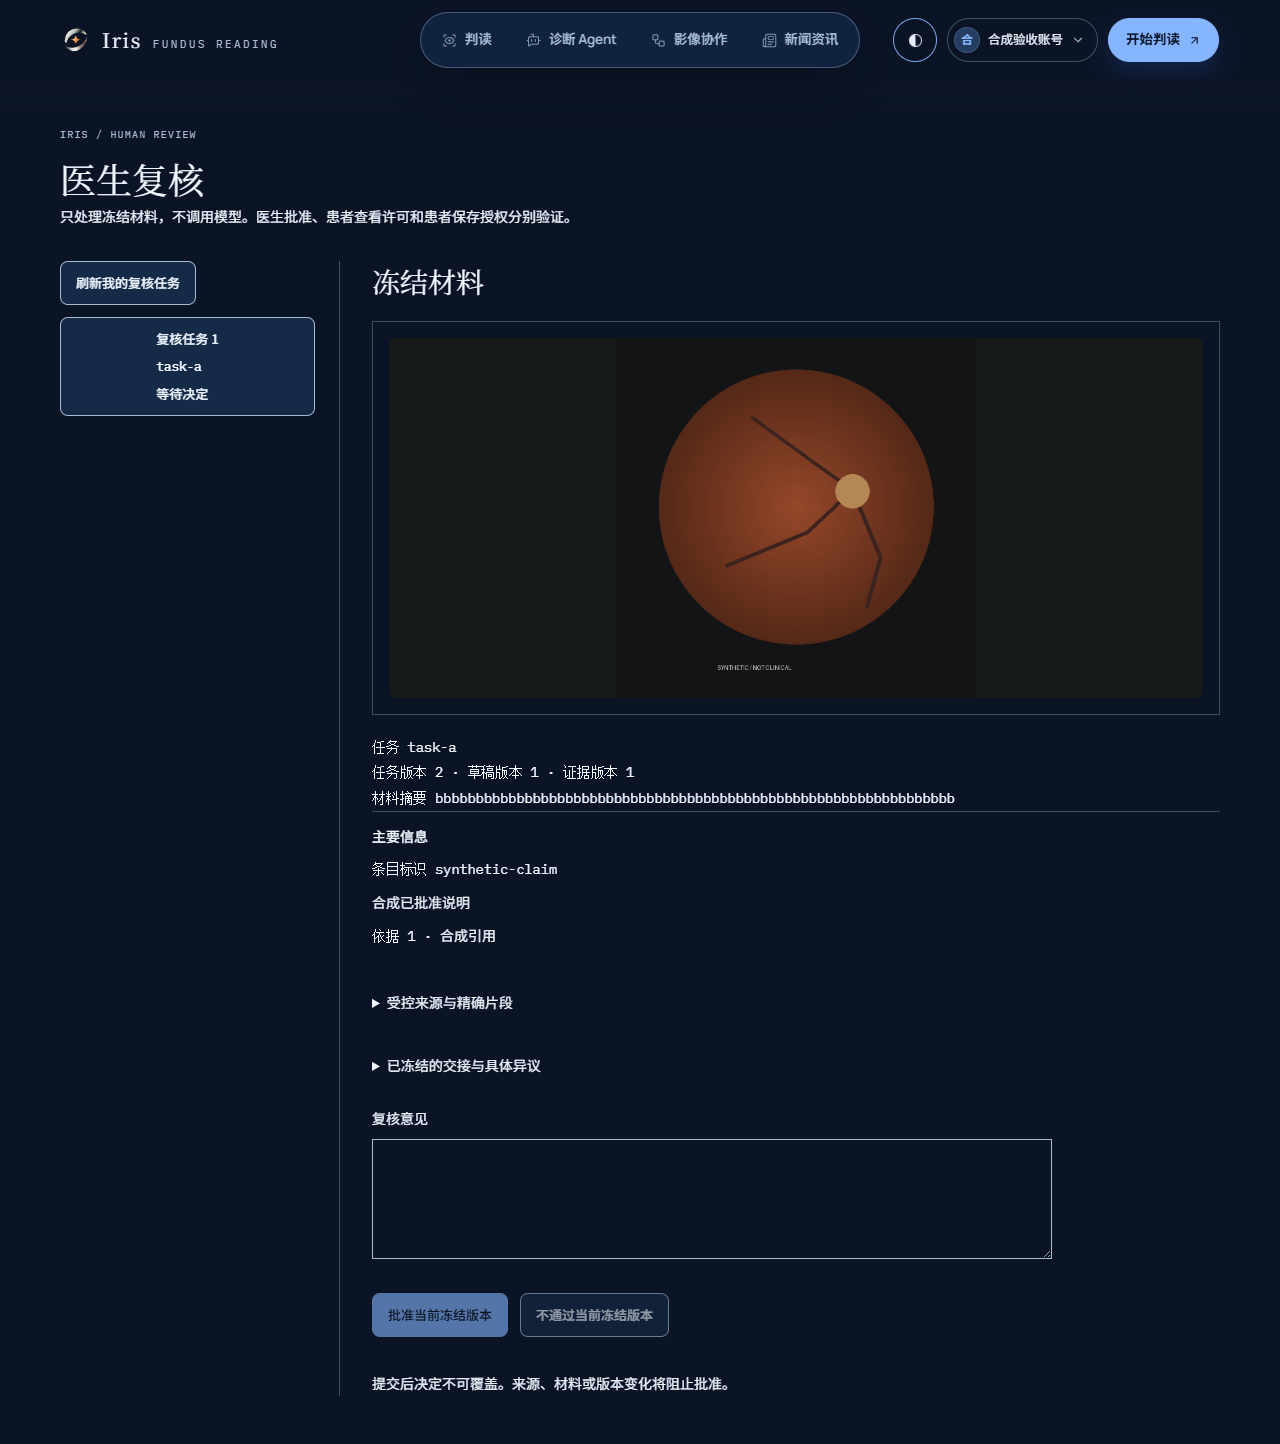 Iris FUNDUS READING
判读
诊断 Agent
影像协作
新闻资讯
合 合成验收账号
开始判读
IRIS / HUMAN REVIEW
医生复核
只处理冻结材料，不调用模型。医生批准、患者查看许可和患者保存授权分别验证。
刷新我的复核任务
复核任务 1
task-a
等待决定
冻结材料
SYNTHETIC / NOT CLINICAL
任务 task-a
任务版本 2 · 草稿版本 1 · 证据版本 1
材料摘要 bbbbbbbbbbbbbbbbbbbbbbbbbbbbbbbbbbbbbbbbbbbbbbbbbbbbbbbbbbbbbbbb
主要信息
条目标识 synthetic-claim
合成已批准说明
依据 1 · 合成引用
受控来源与精确片段
已冻结的交接与具体异议
复核意见
批准当前冻结版本
不通过当前冻结版本
提交后决定不可覆盖。来源、材料或版本变化将阻止批准。